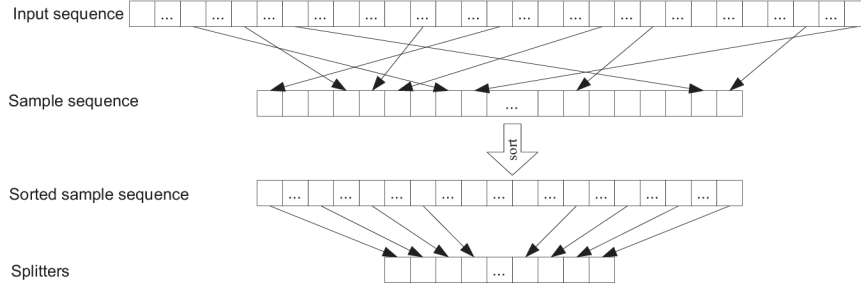 Input sequence ... ... ... ... ... ... ... ... ... ... ... ... ... ...
Sample sequence ...
sort
Sorted sample sequence ... ... ... ... ... ... ... ... ...
Splitters ...